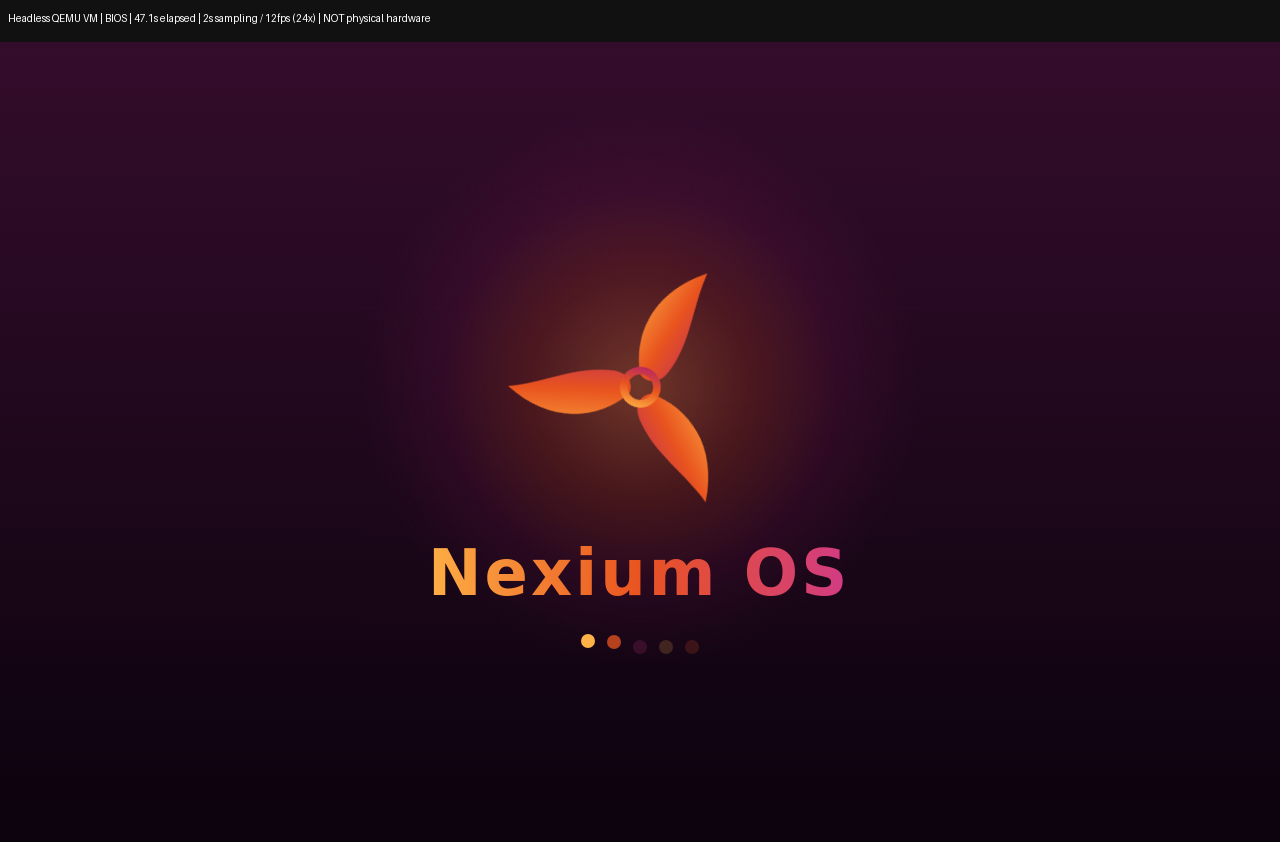 Headless QEMU VM | BIOS | 47.1s elapsed | 2s sampling / 12fps (24x) | NOT physical hardware
Nexium OS